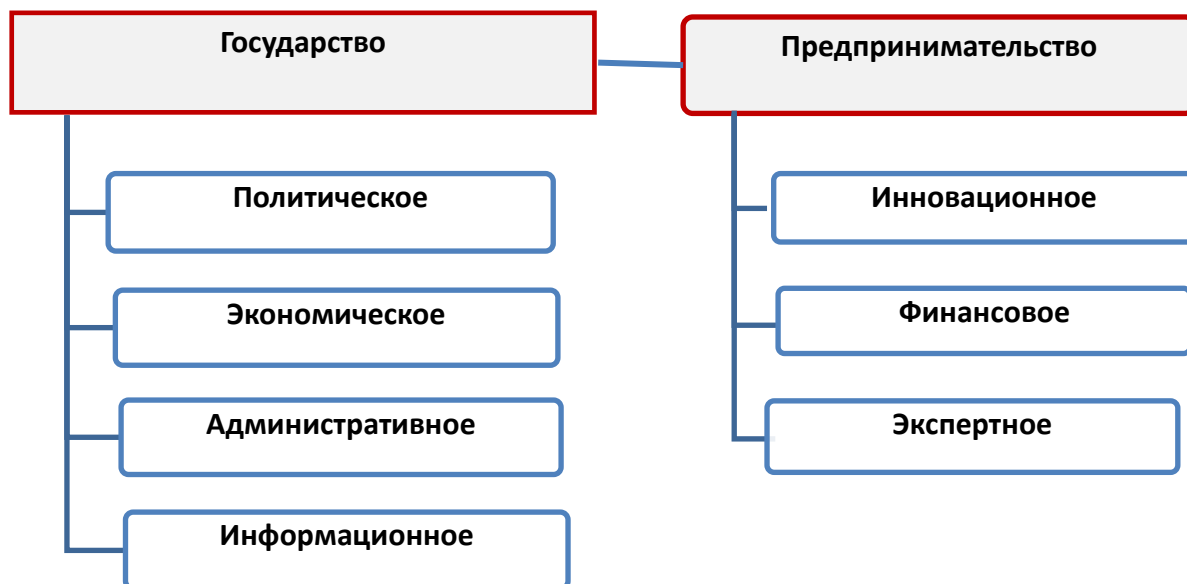 Государство
Предпринимательство
Политическое
Экономическое
Административное
Информационное
Инновационное
Финансовое
Экспертное